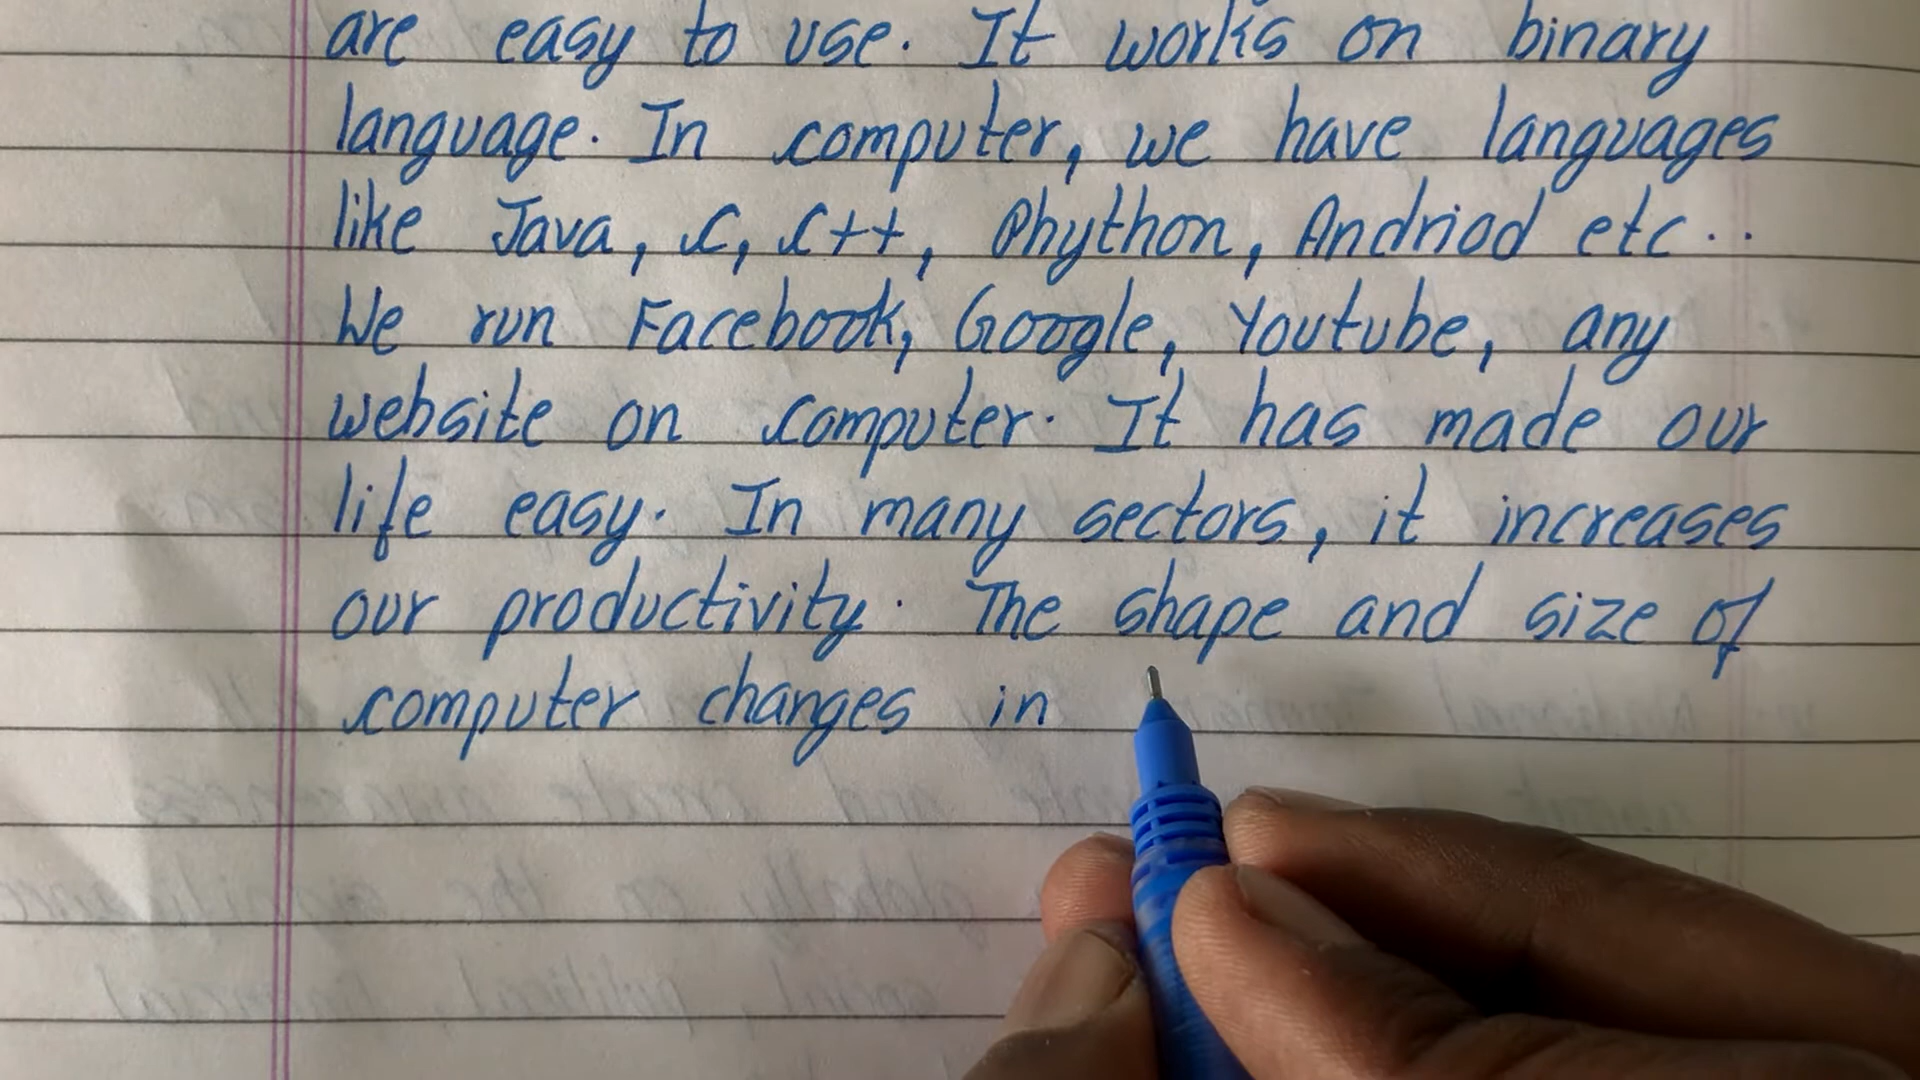 are easy to use. It works on binary
language. In computer, we have languages
like Java, C, C++, Phython, Andriod etc..
We run Facebook, Google, Youtube, any
website on computer. It has made our
life easy. In many sectors, it increases
our productivity. The shape and size of
computer changes in